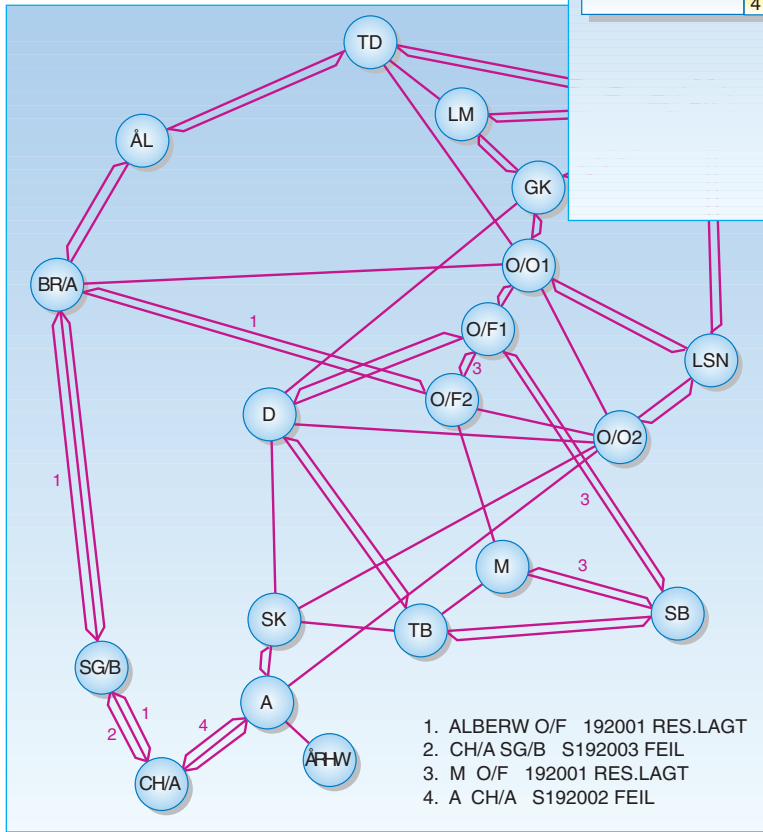 4
TD
LM
ÅL
GK
O/O1
BR/A
1
O/F1
LSN
3
O/F2
D
O/O2
1
3
M
3
SK
TB
SB
SG/B
A
1
4
2
ÅRHW
CH/A
1. ALBERW O/F 192001 RES.LAGT
2. CH/A SG/B S192003 FEIL
3. M O/F 192001 RES.LAGT
4. A CH/A S192002 FEIL